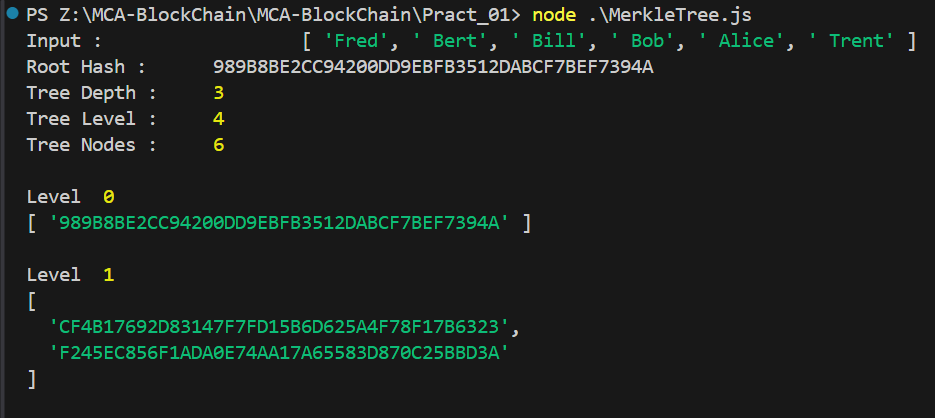 PS Z:\MCA-BlockChain\MCA-BlockChain\Pract_01> node .\MerkleTree.js
Input :                 [ 'Fred', ' Bert', ' Bill', ' Bob', ' Alice', ' Trent' ]
Root Hash :      989B8BE2CC94200DD9EBFB3512DABCF7BEF7394A
Tree Depth :     3
Tree Level :     4
Tree Nodes :     6
Level  0
[ '989B8BE2CC94200DD9EBFB3512DABCF7BEF7394A' ]
Level  1
[
  'CF4B17692D83147F7FD15B6D625A4F78F17B6323',
  'F245EC856F1ADA0E74AA17A65583D870C25BBD3A'
]